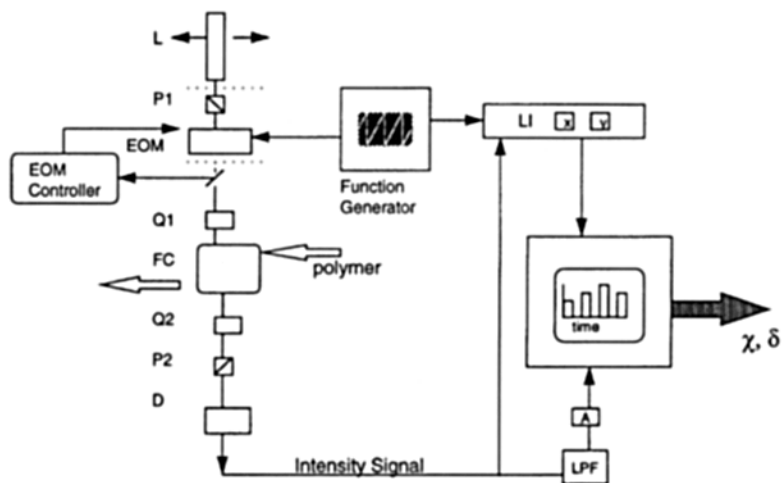 L
P1
EOM
EOM
Controller
Function
Generator
LI
x
y
Q1
FC
polymer
Q2
P2
D
time
χ, δ
A
LPF
Intensity Signal